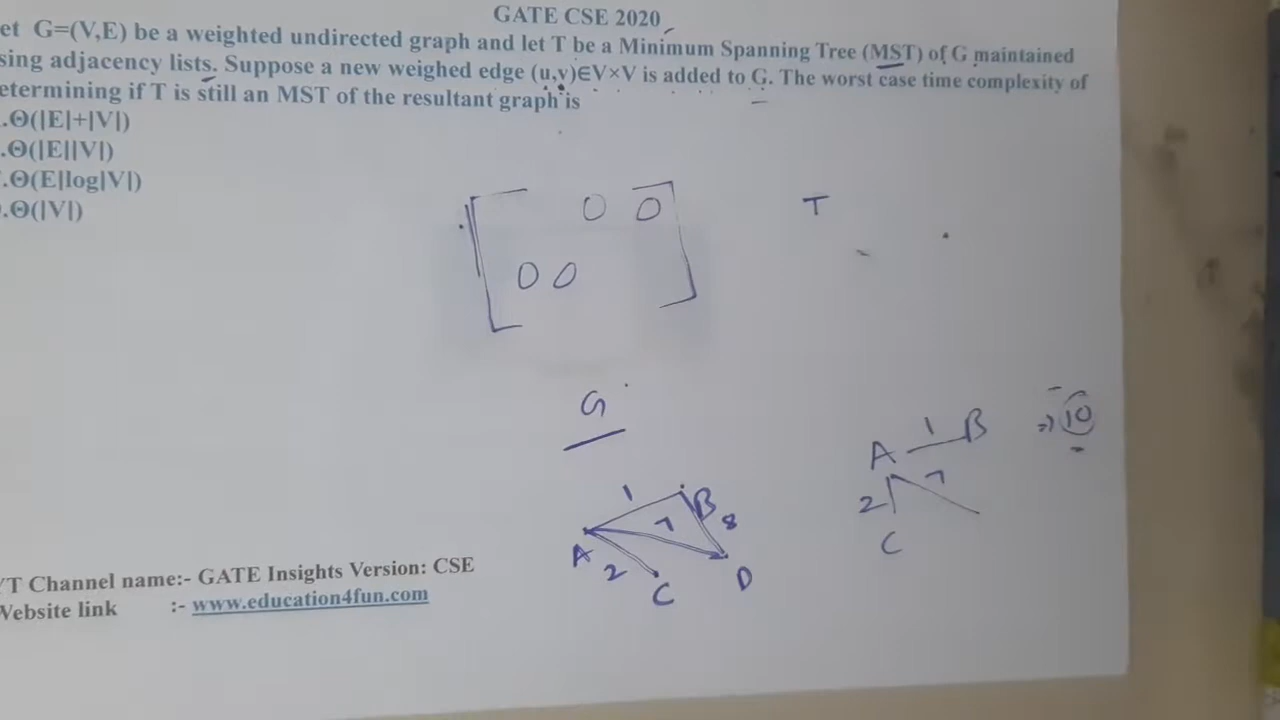 GATE CSE 2020
et G=(V,E) be a weighted undirected graph and let T be a Minimum Spanning Tree (MST) of G maintained
sing adjacency lists. Suppose a new weighed edge (u,v)∈V×V is added to G. The worst case time complexity of
etermining if T is still an MST of the resultant graph is
.Θ(|E|+|V|)
.Θ(|E||V|)
.Θ(E|log|V|)
.Θ(|V|)
0 0
0 0
T
G
1
B
7
8
A
2
C
D
1
B
A
7
2
C
=) 10
YT Channel name:- GATE Insights Version: CSE
Website link :- www.education4fun.com